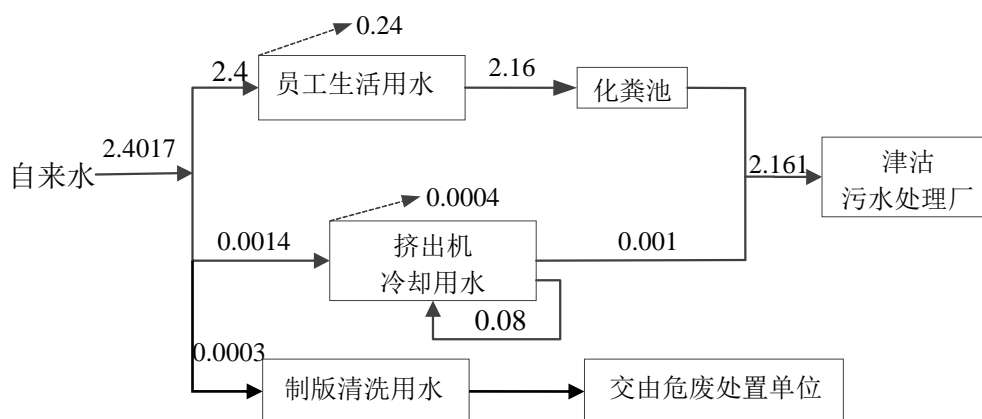 0.24
2.4
员工生活用水
2.16
化粪池
自来水
2.4017
2.161
津沽
污水处理厂
0.0004
0.0014
挤出机
冷却用水
0.001
0.08
0.0003
制版清洗用水
交由危废处置单位